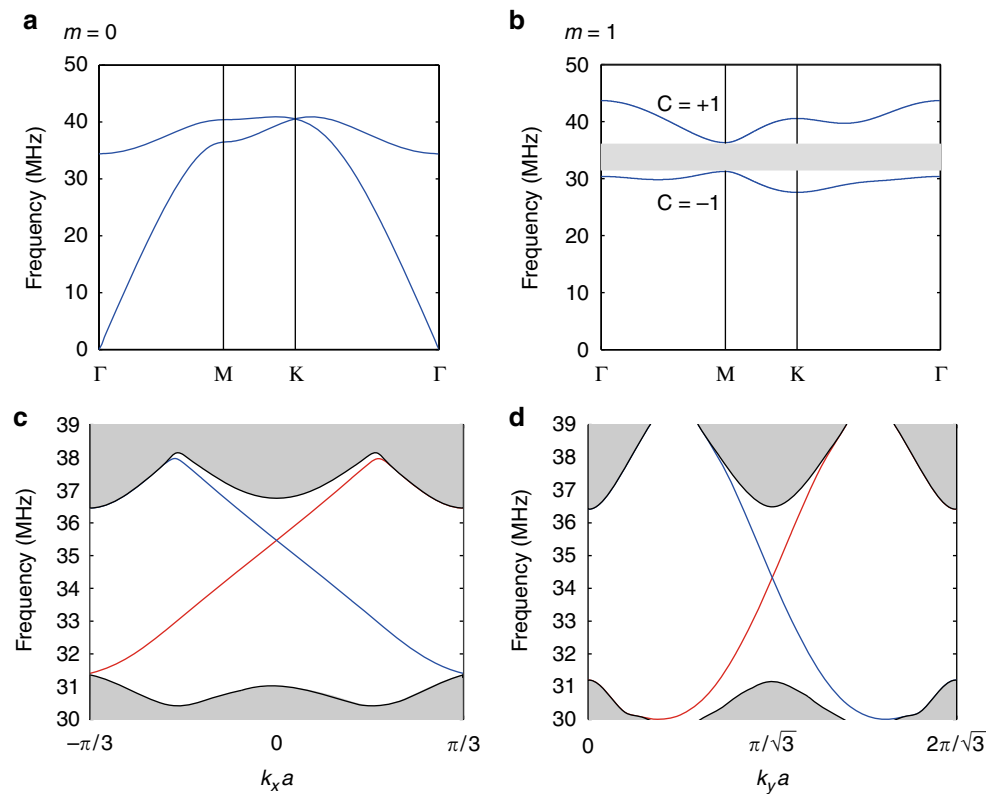 a
m = 0
50
40
30
20
10
0
Frequency (MHz)
Γ M K Γ
b
m = 1
50
40
30
20
10
0
Frequency (MHz)
C = +1
C = –1
Γ M K Γ
c
39
38
37
36
35
34
33
32
31
30
Frequency (MHz)
–π/3 0 π/3
kₓa
d
39
38
37
36
35
34
33
32
31
30
Frequency (MHz)
0 π/√3 2π/√3
k_y a